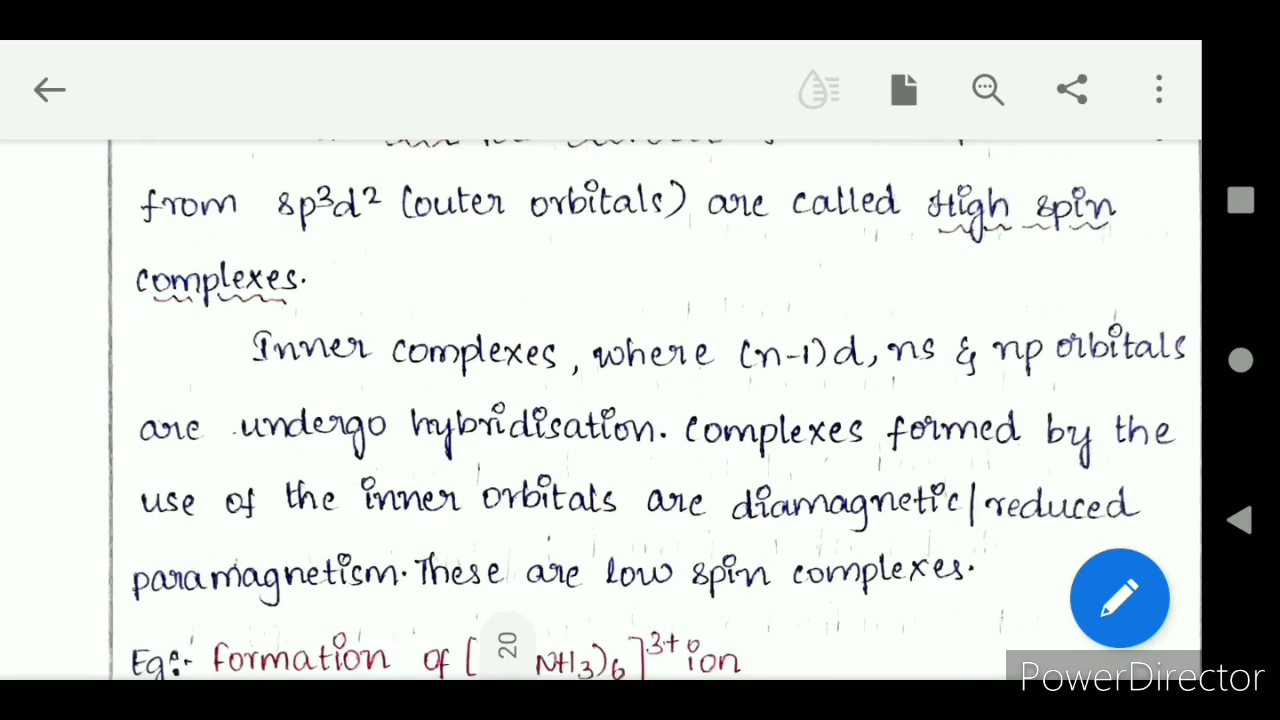 from sp³d² (outer orbitals) are called High spin
complexes.
Inner complexes, where (n-1)d, ns & np orbitals
are undergo hybridisation. Complexes formed by the
use of the inner orbitals are diamagnetic/reduced
paramagnetism. These are low spin complexes.
Eg:- formation of [ NH3)6]3+ ion
20
PowerDirector